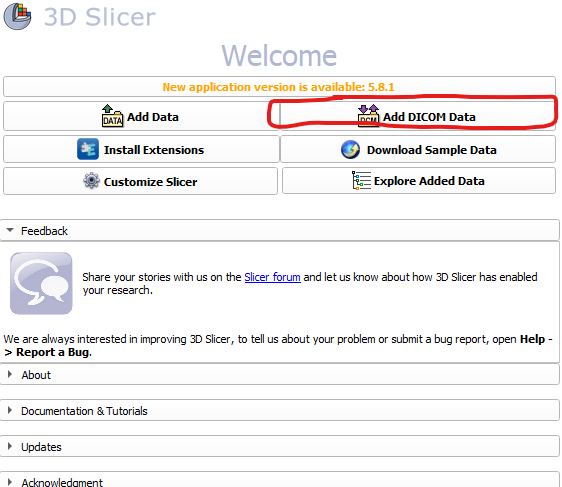 3D Slicer
Welcome
New application version is available: 5.8.1
DATA Add Data
DCM Add DICOM Data
Install Extensions
Download Sample Data
Customize Slicer
Explore Added Data
Feedback
Share your stories with us on the Slicer forum and let us know about how 3D Slicer has enabled
your research.
We are always interested in improving 3D Slicer, to tell us about your problem or submit a bug report, open Help -
> Report a Bug.
About
Documentation & Tutorials
Updates
Acknowledgment